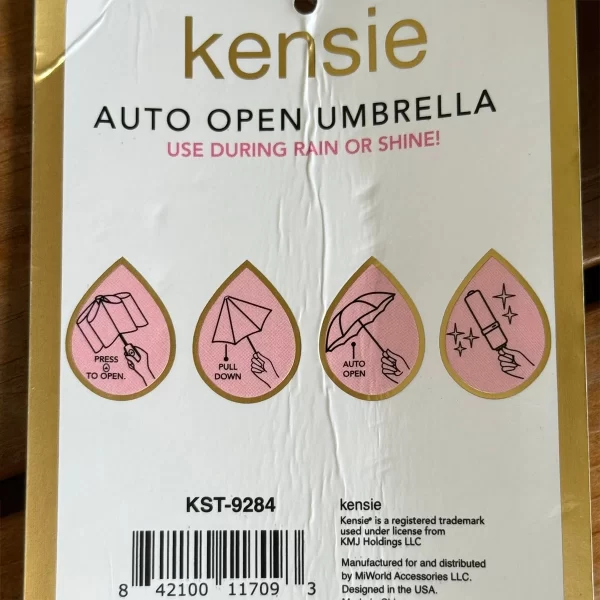 kensie
AUTO OPEN UMBRELLA
USE DURING RAIN OR SHINE!
PRESS
TO OPEN.
PULL
DOWN
AUTO
OPEN
KST-9284
8 42100 11709 3
kensie
Kensie® is a registered trademark
used under license from
KMJ Holdings LLC
Manufactured for and distributed
by MiWorld Accessories LLC.
Designed in the USA.